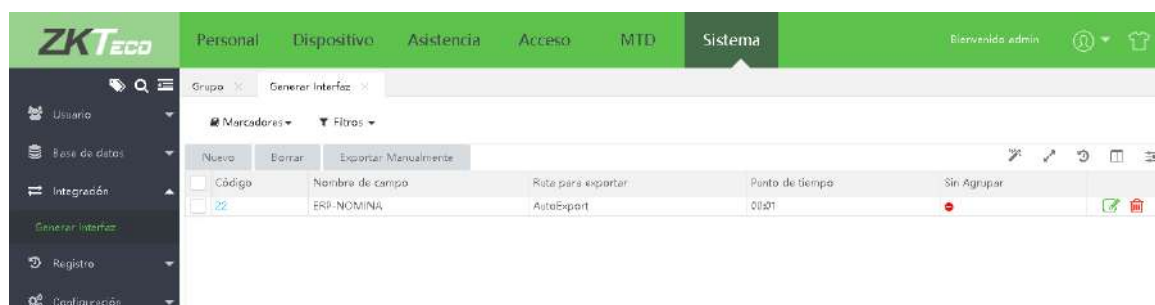 ZKTECO
Personal Dispositivo Asistencia Acceso MTD Sistema Bienvenido admin
Grupo Generar Interfaz
Usuario
Marcadores Filtros
Base de datos
Nuevo Borrar Exportar Manualmente
Código Nombre de campo Ruta para exportar Punto de tiempo Sin Agrupar
Integración
22 ERP-NOMINA AutoExport 00:01
Generar Interfaz
Registro
Configuración